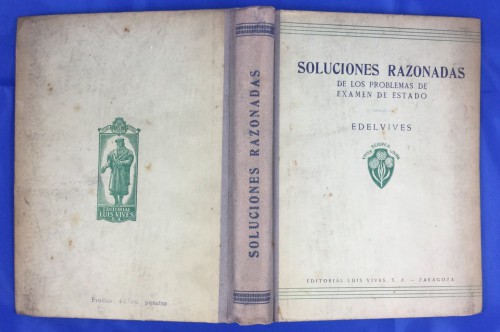 EDITORIAL
LUIS VIVES
S. A.
pesetas
SOLUCIONES RAZONADAS
SOLUCIONES RAZONADAS
DE LOS PROBLEMAS DE
EXAMEN DE ESTADO
EDELVIVES
EDITORIAL LUIS VIVES, S. A. – ZARAGOZA